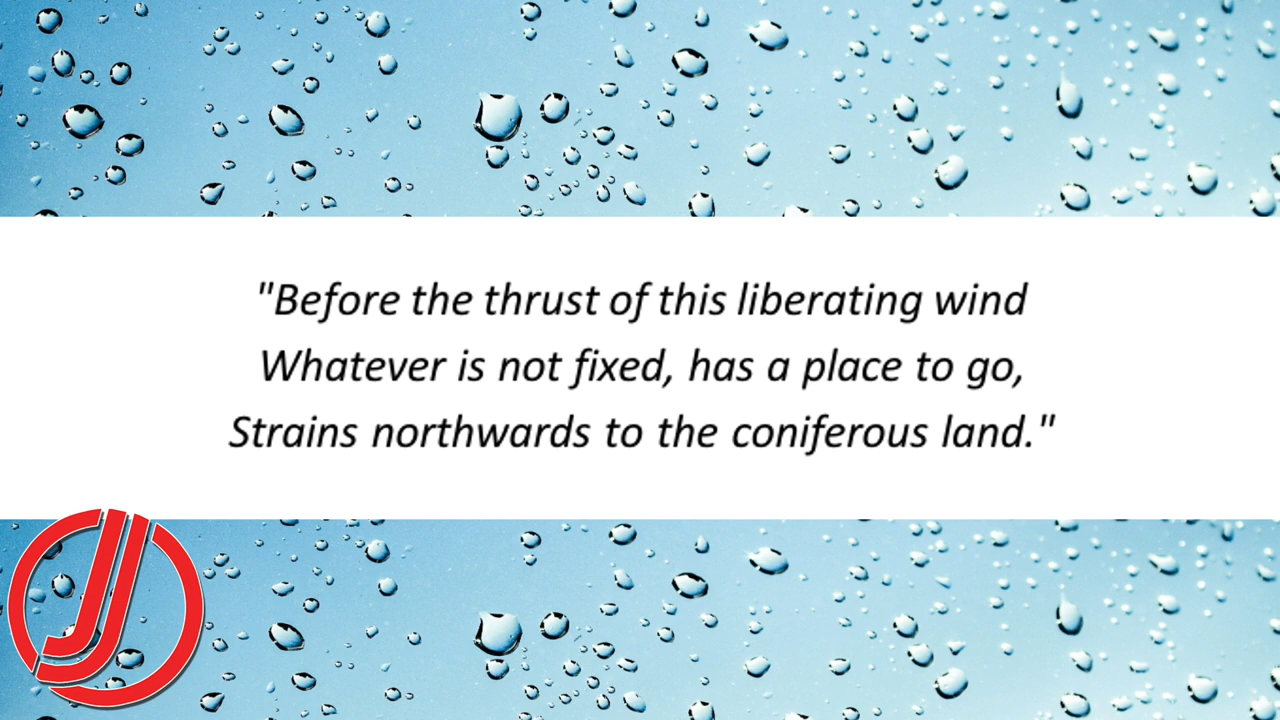 "Before the thrust of this liberating wind
Whatever is not fixed, has a place to go,
Strains northwards to the coniferous land."